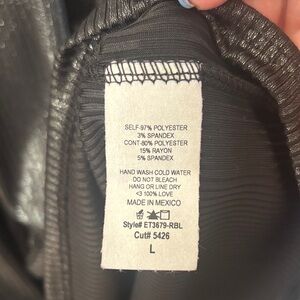 SELF-97% POLYESTER
3% SPANDEX
CONT-80% POLYESTER
15% RAYON
5% SPANDEX
HAND WASH COLD WATER
DO NOT BLEACH
HANG OR LINE DRY
<3 100% LOVE
MADE IN MEXICO
Style# ET3679-RBL
Cut# 5426
L